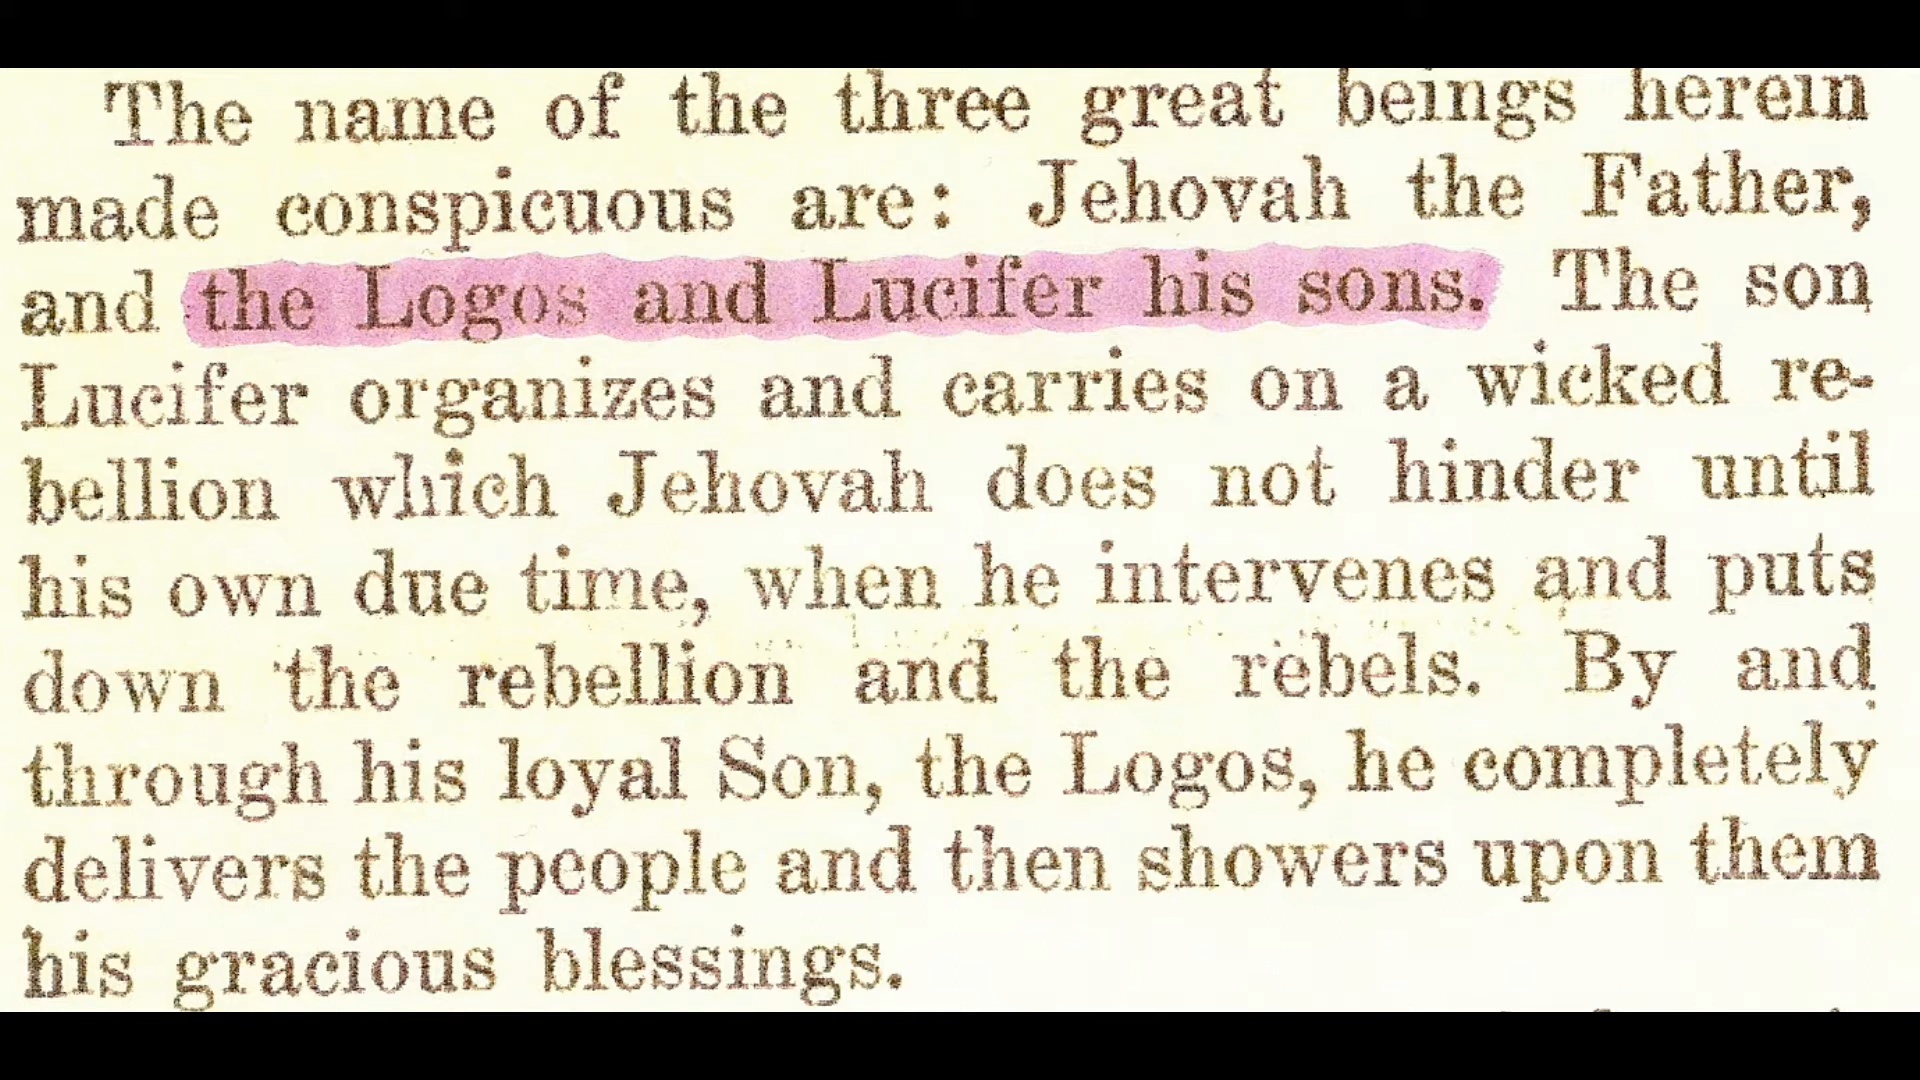 The name of the three great beings herein
made conspicuous are: Jehovah the Father,
and the Logos and Lucifer his sons. The son
Lucifer organizes and carries on a wicked re-
bellion which Jehovah does not hinder until
his own due time, when he intervenes and puts
down the rebellion and the rebels. By and
through his loyal Son, the Logos, he completely
delivers the people and then showers upon them
his gracious blessings.